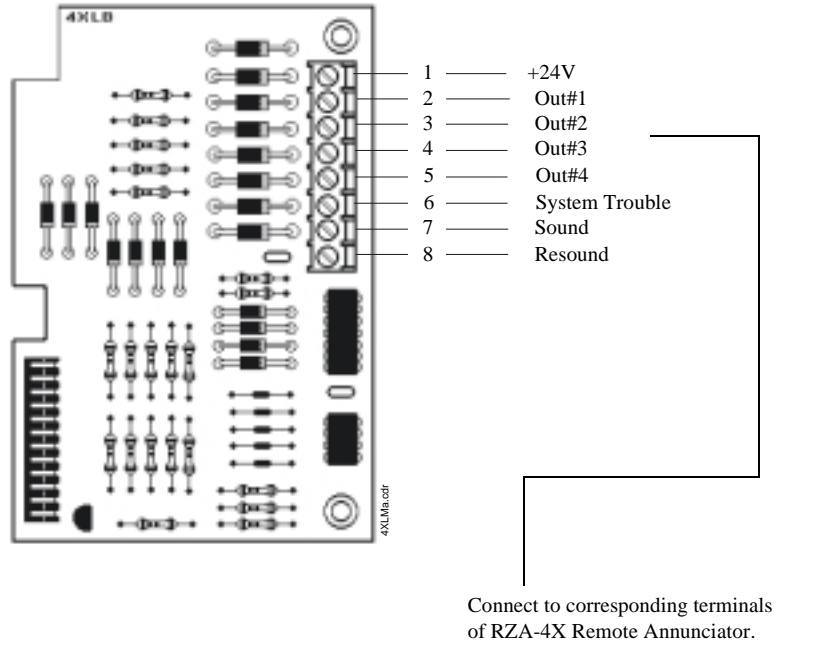 4XLB
1 +24V
2 Out#1
3 Out#2
4 Out#3
5 Out#4
6 System Trouble
7 Sound
8 Resound
4XLMa.cdr
Connect to corresponding terminals
of RZA-4X Remote Annunciator.